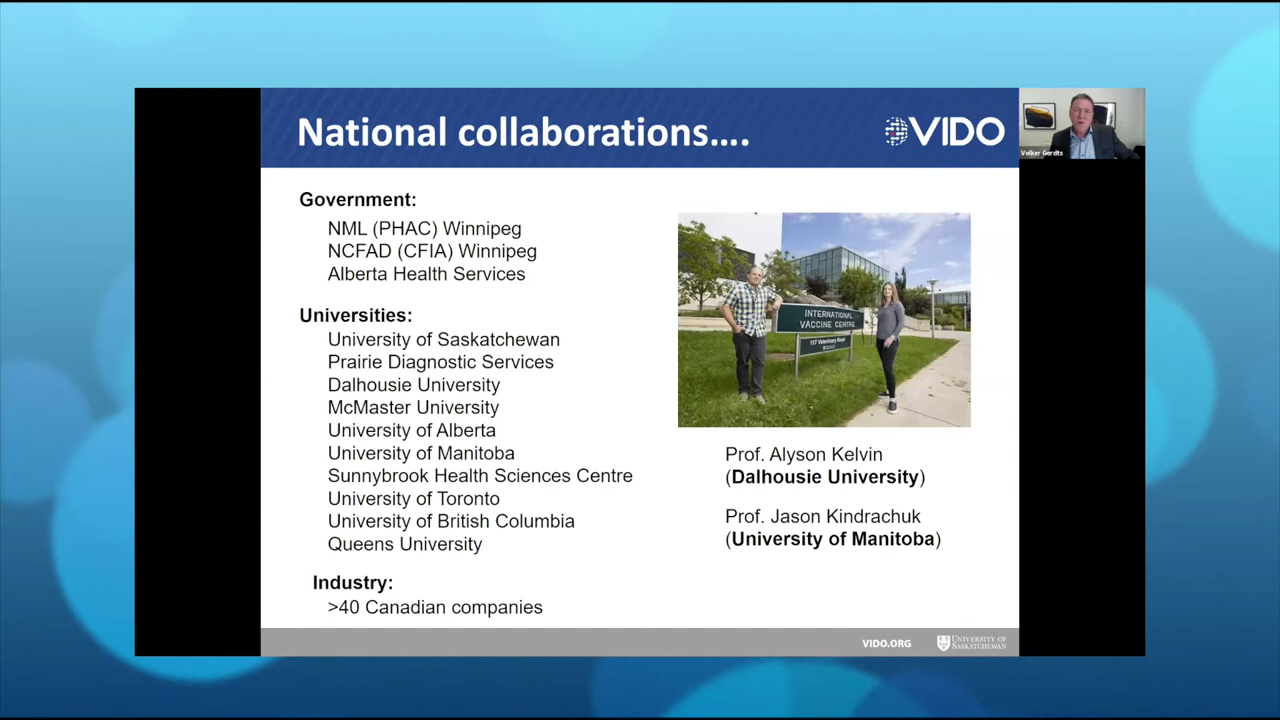 National collaborations....
VIDO
Volker Gerdts
Government:
NML (PHAC) Winnipeg
NCFAD (CFIA) Winnipeg
Alberta Health Services
Universities:
University of Saskatchewan
Prairie Diagnostic Services
Dalhousie University
McMaster University
University of Alberta
University of Manitoba
Sunnybrook Health Sciences Centre
University of Toronto
University of British Columbia
Queens University
Industry:
>40 Canadian companies
INTERNATIONAL
VACCINE CENTRE
117 Veterinary Road
Prof. Alyson Kelvin
(Dalhousie University)
Prof. Jason Kindrachuk
(University of Manitoba)
VIDO.ORG
UNIVERSITY OF
SASKATCHEWAN